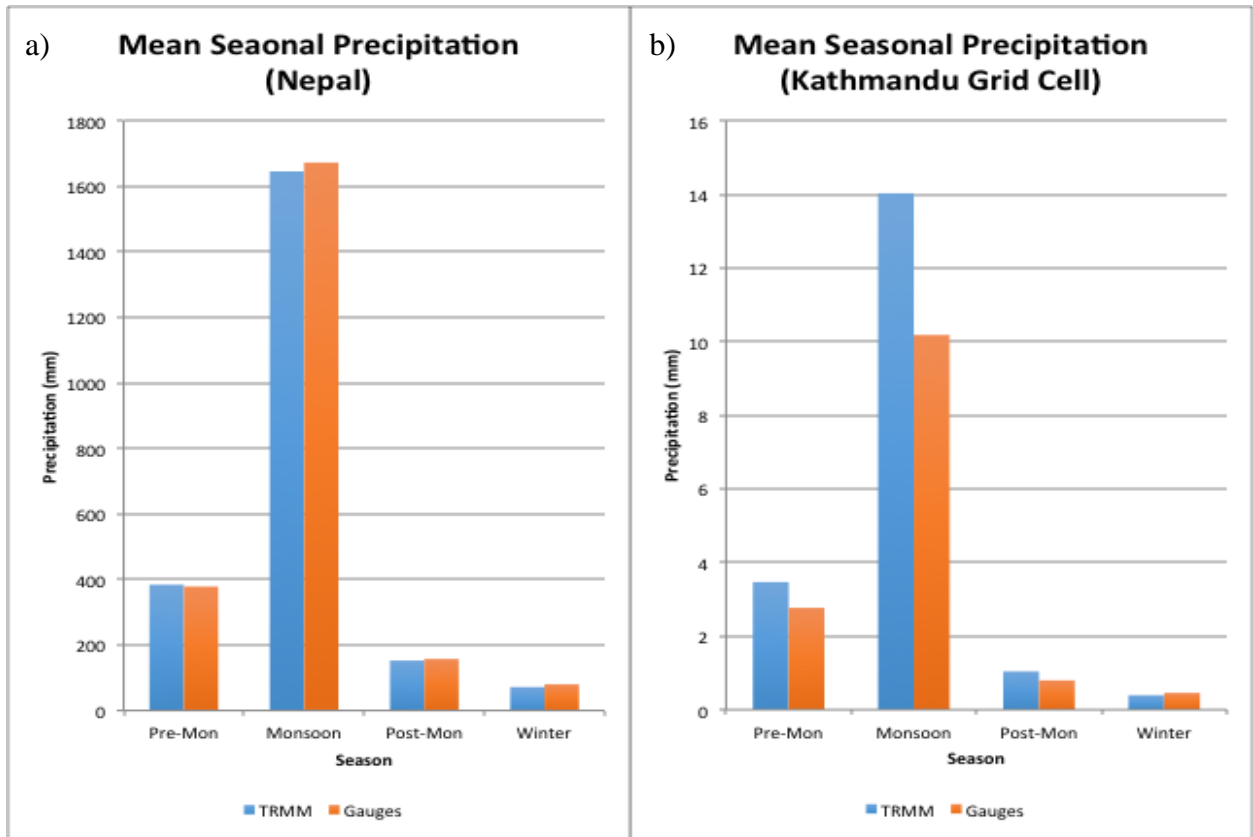 a)
Mean Seaonal Precipitation
(Nepal)
1800
1600
1400
1200
1000
800
600
400
200
0
Precipitation (mm)
Pre-Mon Monsoon Post-Mon Winter
Season
TRMM Gauges
b)
Mean Seasonal Precipitation
(Kathmandu Grid Cell)
16
14
12
10
8
6
4
2
0
Precipitation (mm)
Pre-Mon Monsoon Post-Mon Winter
Season
TRMM Gauges